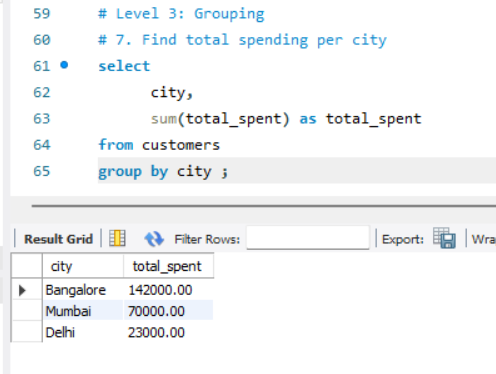 59 # Level 3: Grouping
60 # 7. Find total spending per city
61 select
62 city,
63 sum(total_spent) as total_spent
64 from customers
65 group by city ;
Result Grid Filter Rows: Export: Wra
city total_spent
Bangalore 142000.00
Mumbai 70000.00
Delhi 23000.00